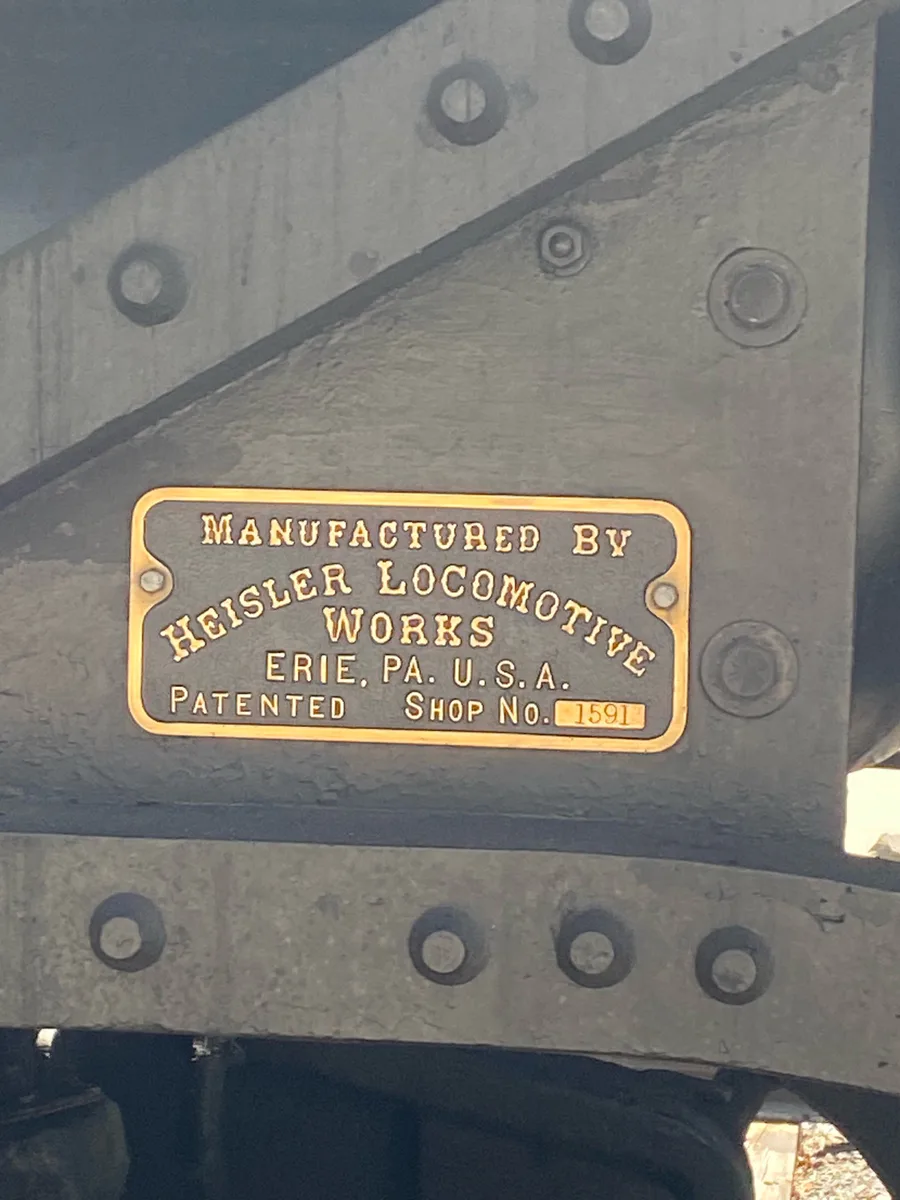 MANUFACTURED BY
HEISLER LOCOMOTIVE
WORKS
ERIE, PA. U.S.A.
PATENTED SHOP NO. 1591